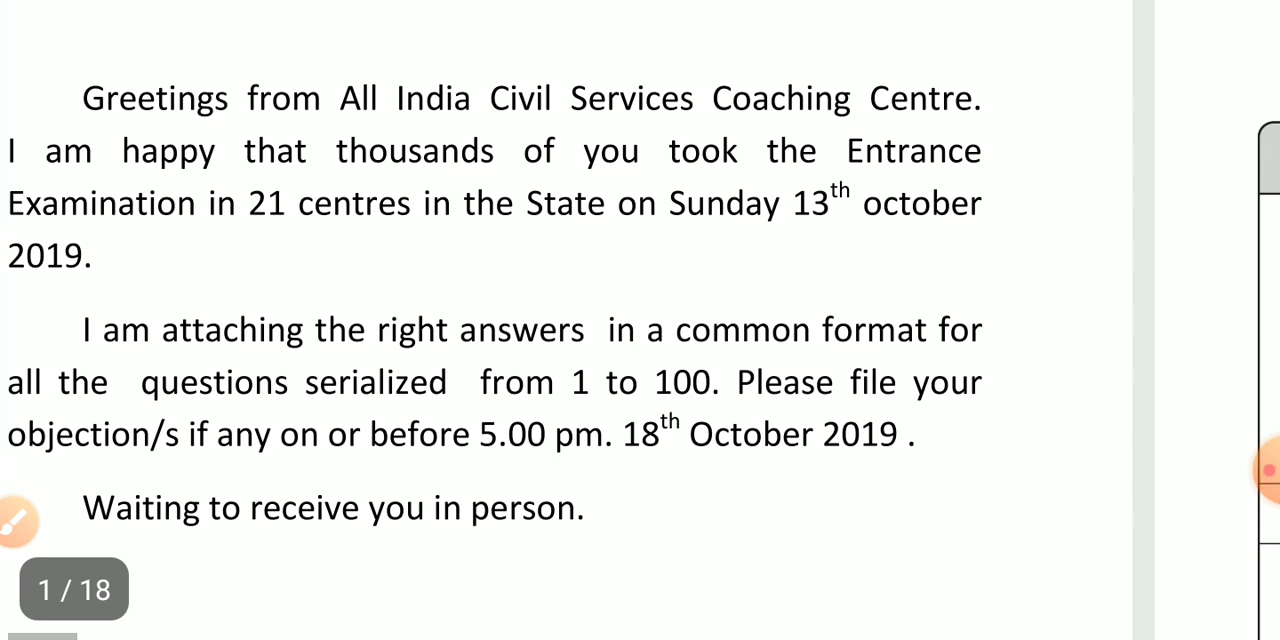 Greetings from All India Civil Services Coaching Centre.
I am happy that thousands of you took the Entrance
Examination in 21 centres in the State on Sunday 13th october
2019.
I am attaching the right answers in a common format for
all the questions serialized from 1 to 100. Please file your
objection/s if any on or before 5.00 pm. 18th October 2019 .
Waiting to receive you in person.
1 / 18